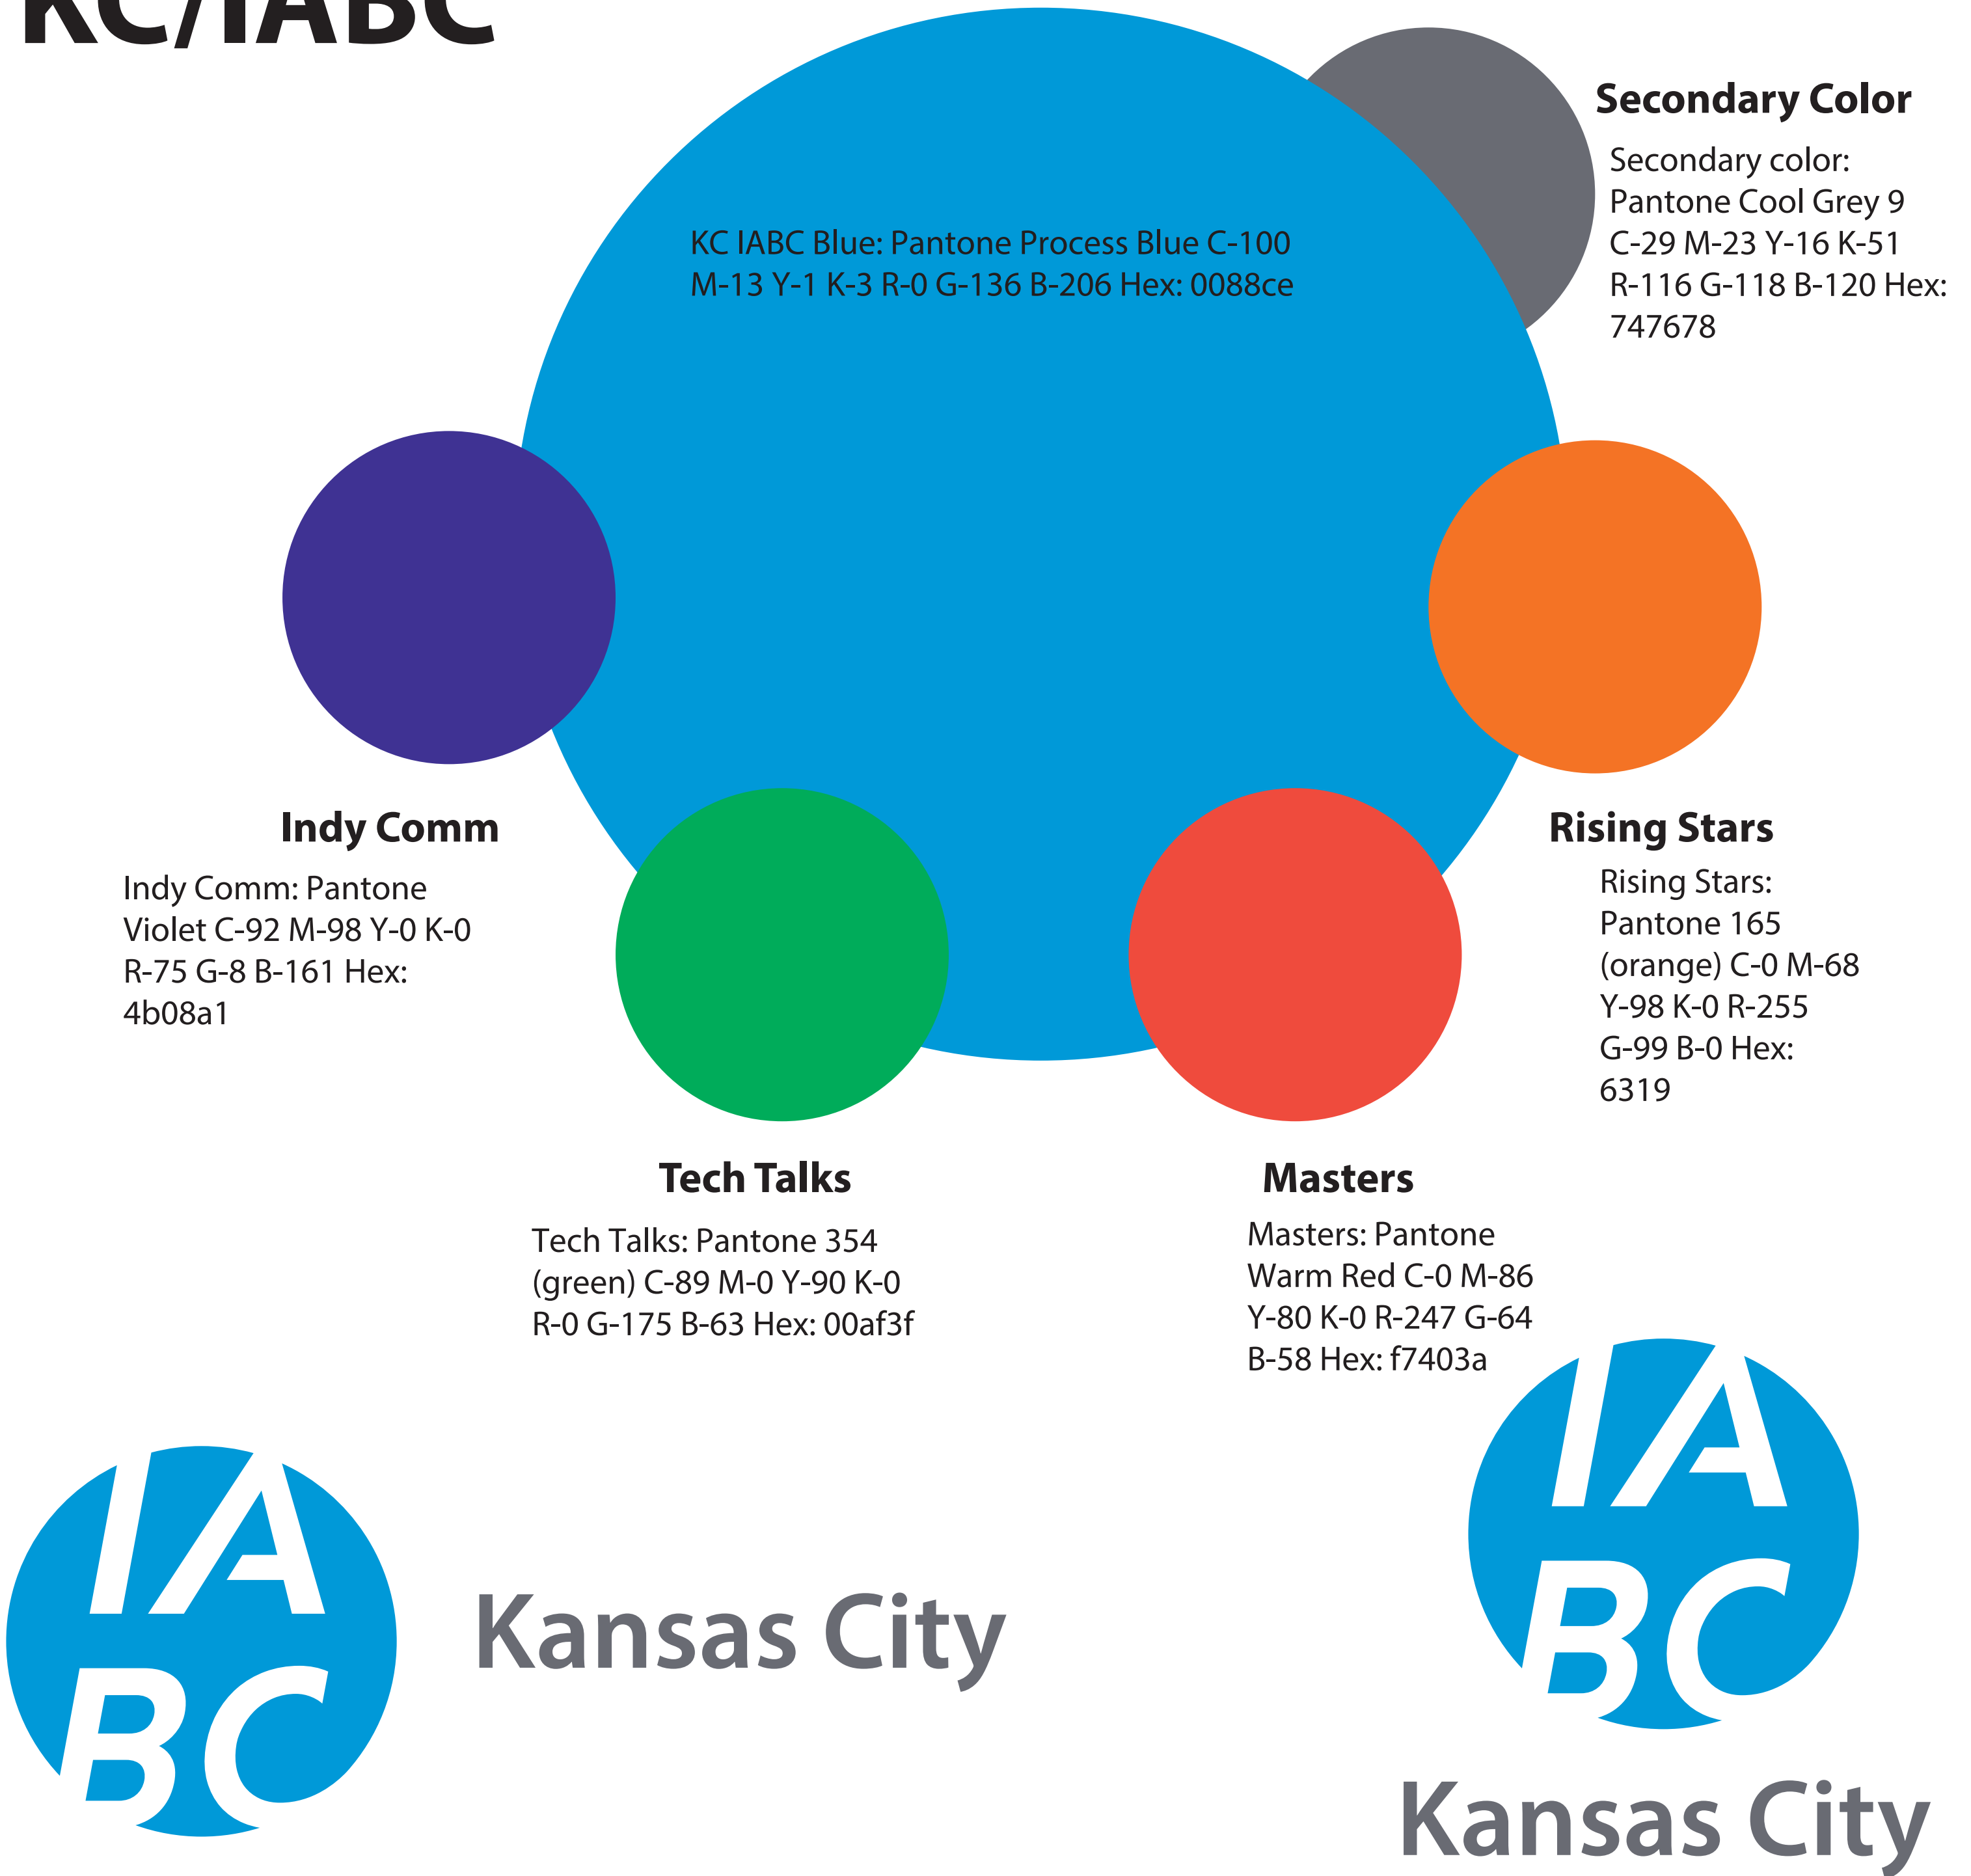 KC/IABC
Secondary Color
Secondary color:
Pantone Cool Grey 9
C-29 M-23 Y-16 K-51
R-116 G-118 B-120 Hex:
747678
KC IABC Blue: Pantone Process Blue C-100
M-13 Y-1 K-3 R-0 G-136 B-206 Hex: 0088ce
Indy Comm
Indy Comm: Pantone
Violet C-92 M-98 Y-0 K-0
R-75 G-8 B-161 Hex:
4b08a1
Rising Stars
Rising Stars:
Pantone 165
(orange) C-0 M-68
Y-98 K-0 R-255
G-99 B-0 Hex:
6319
Tech Talks
Tech Talks: Pantone 354
(green) C-89 M-0 Y-90 K-0
R-0 G-175 B-63 Hex: 00af3f
Masters
Masters: Pantone
Warm Red C-0 M-86
Y-80 K-0 R-247 G-64
B-58 Hex: f7403a
IA
BC
Kansas City
IA
BC
Kansas City